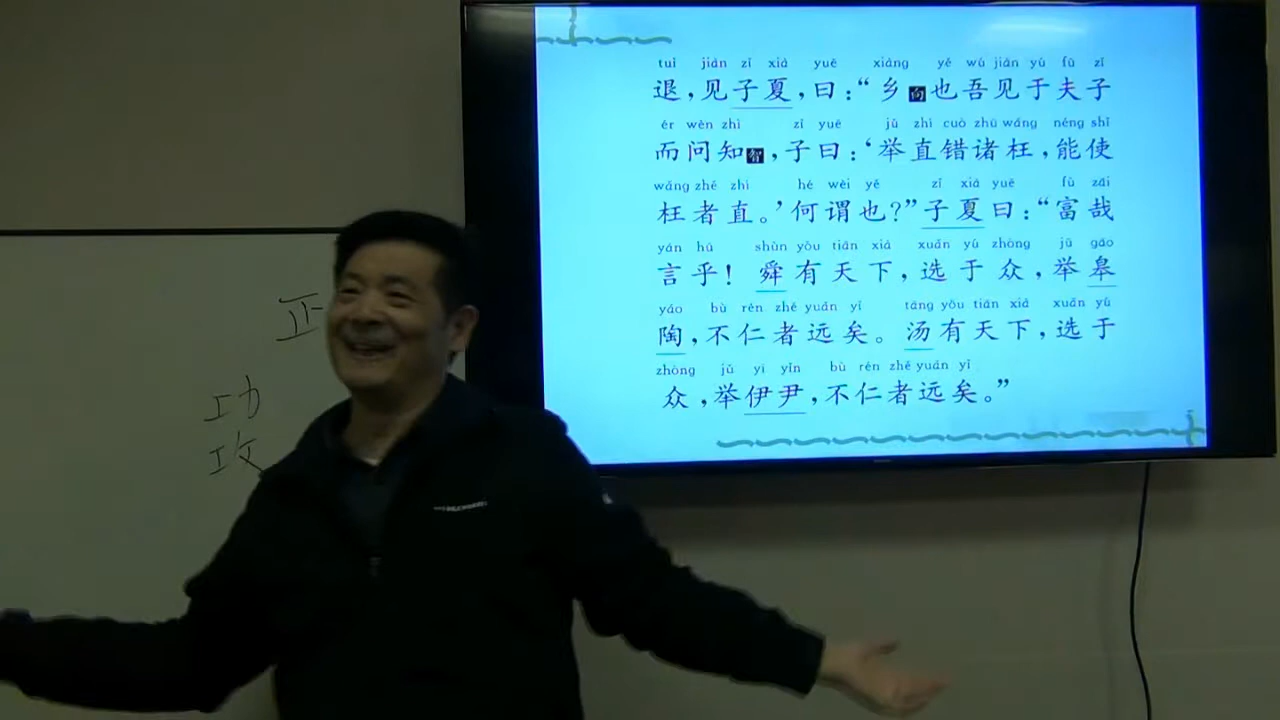 正
功
攻
tuì jiàn zǐ xià yuē xiàng yě wú jiàn yú fū zǐ
退，见子夏，曰：“乡向也吾见于夫子
ér wèn zhì zǐ yuē jǔ zhí cuò zhū wǎng néng shǐ
而问知智，子曰：‘举直错诸枉，能使
wǎng zhě zhí hé wèi yě zǐ xià yuē fù zāi
枉者直。’何谓也？”子夏曰：“富哉
yán hū shùn yǒu tiān xià xuǎn yú zhòng jǔ gāo
言乎！舜有天下，选于众，举皋
yáo bù rén zhě yuǎn yǐ tāng yǒu tiān xià xuǎn yú
陶，不仁者远矣。汤有天下，选于
zhòng jǔ yī yǐn bù rén zhě yuǎn yǐ
众，举伊尹，不仁者远矣。”